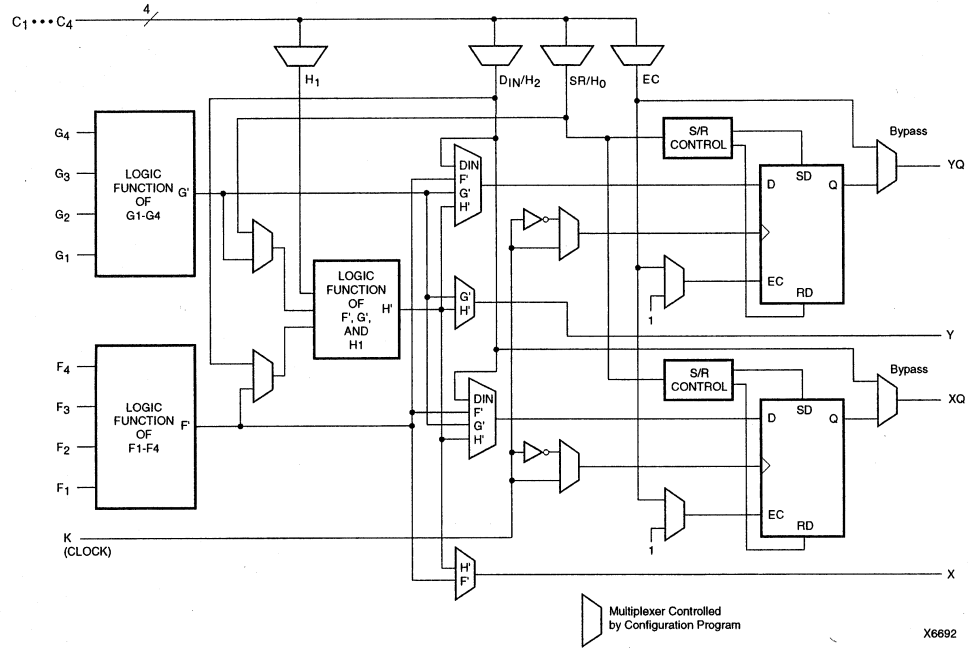 C1 ••• C4
4
H1
DIN/H2
SR/H0
EC
G4
G3
G2
G1
LOGIC
FUNCTION
OF
G1-G4
G'
DIN
F'
G'
H'
S/R
CONTROL
Bypass
D
SD
Q
YQ
EC
RD
1
LOGIC
FUNCTION
OF
F', G',
AND
H1
H'
G'
H'
Y
F4
F3
F2
F1
LOGIC
FUNCTION
OF
F1-F4
F'
DIN
F'
G'
H'
S/R
CONTROL
Bypass
D
SD
Q
XQ
EC
RD
1
K
(CLOCK)
H'
F'
X
Multiplexer Controlled
by Configuration Program
X6692